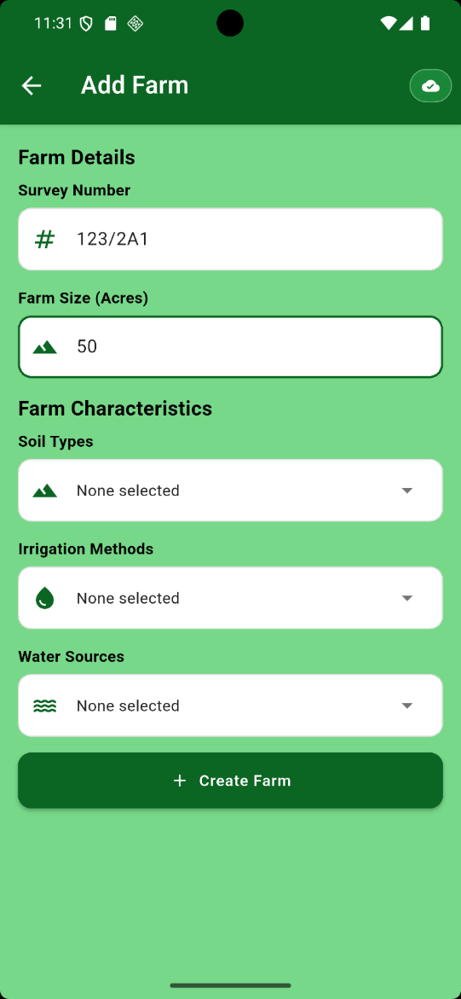 11:31
Add Farm
Farm Details
Survey Number
123/2A1
Farm Size (Acres)
50
Farm Characteristics
Soil Types
None selected
Irrigation Methods
None selected
Water Sources
None selected
+ Create Farm